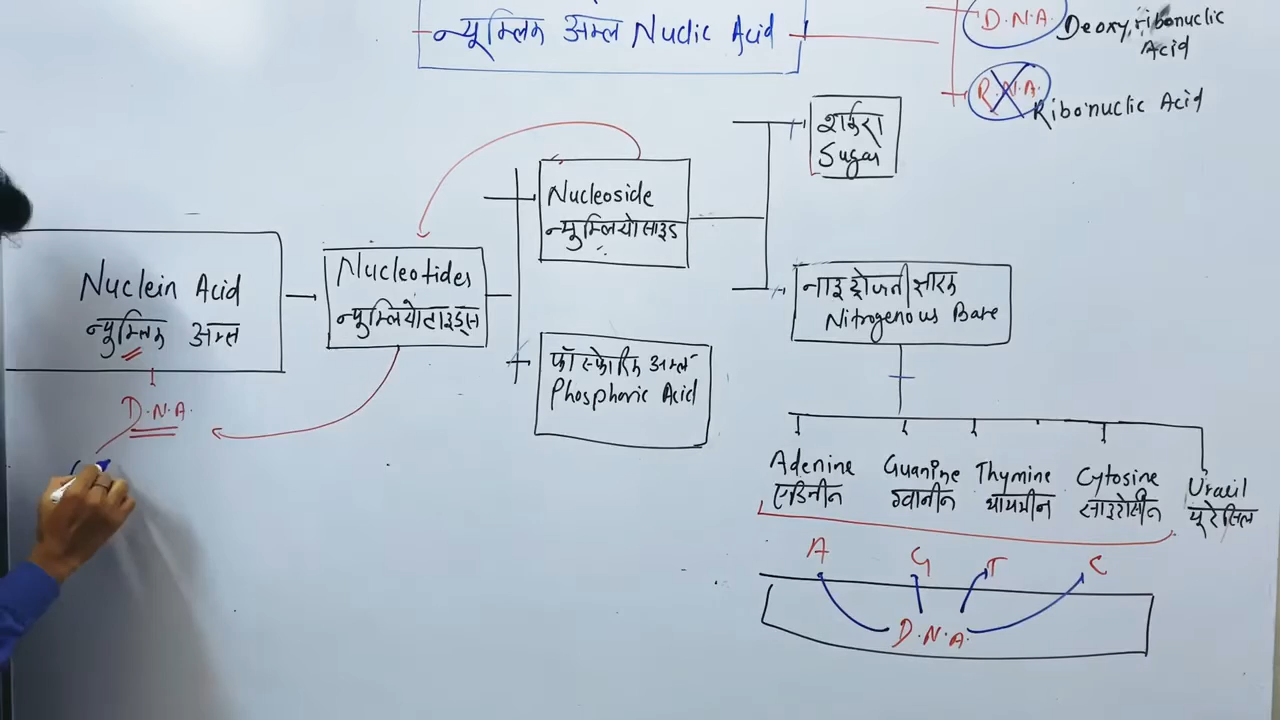 न्यूक्लिक अम्ल Nuclic Acid
D.N.A. Deoxyribonuclic
Acid
R.N.A. Ribonuclic Acid
शर्करा
Sugar
Nucleoside
न्यूक्लियोसाइड
Nuclein Acid
न्यूक्लिक अम्ल
Nucleotides
न्यूक्लियोटाइड्स
नाइट्रोजनी क्षारक
Nitrogenous Base
फॉस्फोरिक अम्ल
Phosphoric Acid
D.N.A.
Adenine
एडिनीन
Guanine
ग्वानीन
Thymine
थायमीन
Cytosine
साइटोसीन
Uracil
यूरेसिल
A G T C
D.N.A.